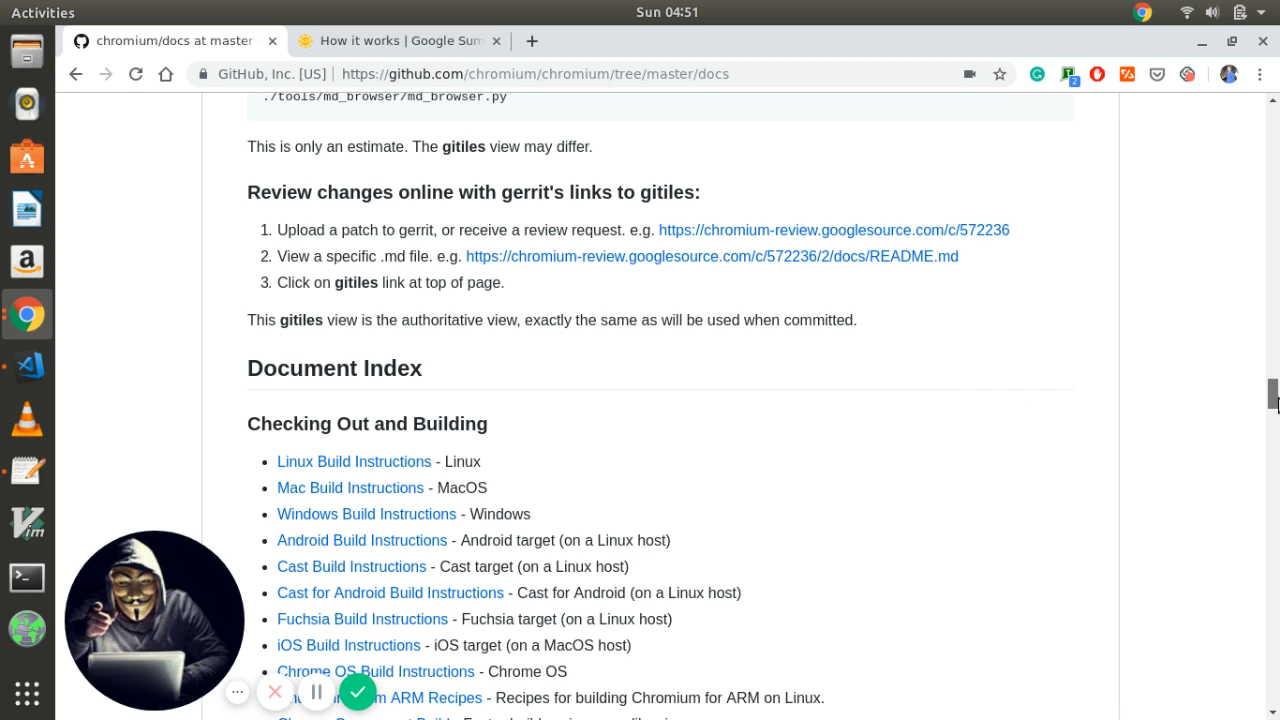 Activities
Sun 04:51
chromium/docs at master
How it works | Google Sum
GitHub, Inc. [US]
https://github.com/chromium/chromium/tree/master/docs
2
./tools/md_browser/md_browser.py
This is only an estimate. The gitiles view may differ.
Review changes online with gerrit's links to gitiles:
1. Upload a patch to gerrit, or receive a review request. e.g. https://chromium-review.googlesource.com/c/572236
2. View a specific .md file. e.g. https://chromium-review.googlesource.com/c/572236/2/docs/README.md
3. Click on gitiles link at top of page.
This gitiles view is the authoritative view, exactly the same as will be used when committed.
Document Index
Checking Out and Building
• Linux Build Instructions - Linux
• Mac Build Instructions - MacOS
• Windows Build Instructions - Windows
• Android Build Instructions - Android target (on a Linux host)
• Cast Build Instructions - Cast target (on a Linux host)
• Cast for Android Build Instructions - Cast for Android (on a Linux host)
• Fuchsia Build Instructions - Fuchsia target (on a Linux host)
• iOS Build Instructions - iOS target (on a MacOS host)
• Chrome OS Build Instructions - Chrome OS
ARM Recipes - Recipes for building Chromium for ARM on Linux.